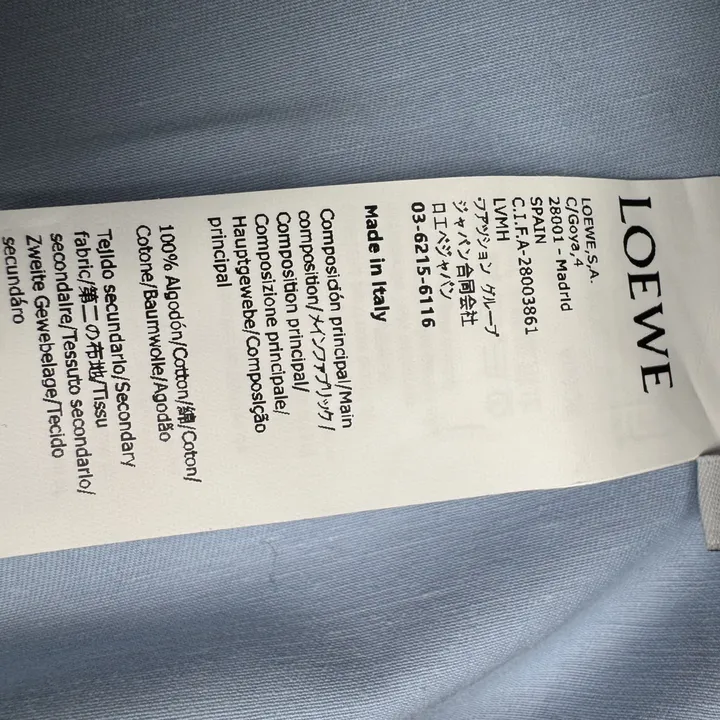 LOEWE
LOEWE.S.A.
C/Goya,4
28001 - Madrid
SPAIN
C.I.F.A-28003861
LVMH
ファッション グループ
ジャパン合同会社
ロエベジャパン
03-6215-6116
Made in Italy
Composición principal/Main
composition/メインファブリック/
Composition principal/
Composizione principale/
Hauptgewebe/Composição
principal
100% Algodón/Cotton/綿/Coton/
Cotone/Baumwolle/Agodão
Tejido secundario/Secondary
fabric/第二の布地/Tissu
secondaire/Tessuto secondario/
Zweite Gewebelage/Tecido
secundáro